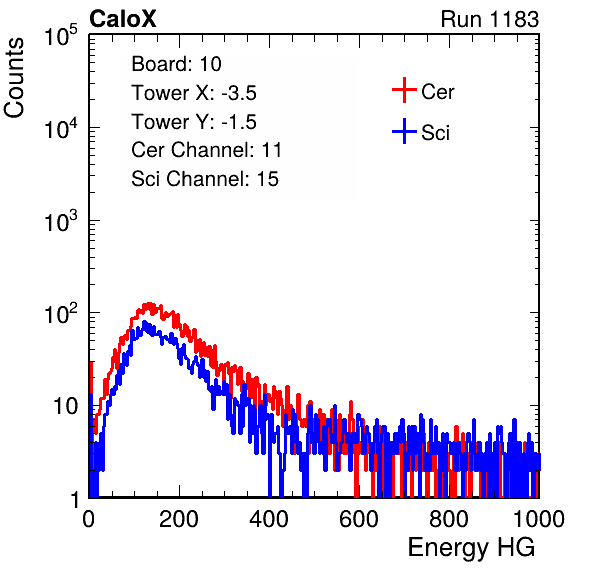 CaloX Run 1183
Counts
Board: 10
Tower X: -3.5
Tower Y: -1.5
Cer Channel: 11
Sci Channel: 15
Cer
Sci
10^5
10^4
10^3
10^2
10
1
0 200 400 600 800 1000
Energy HG